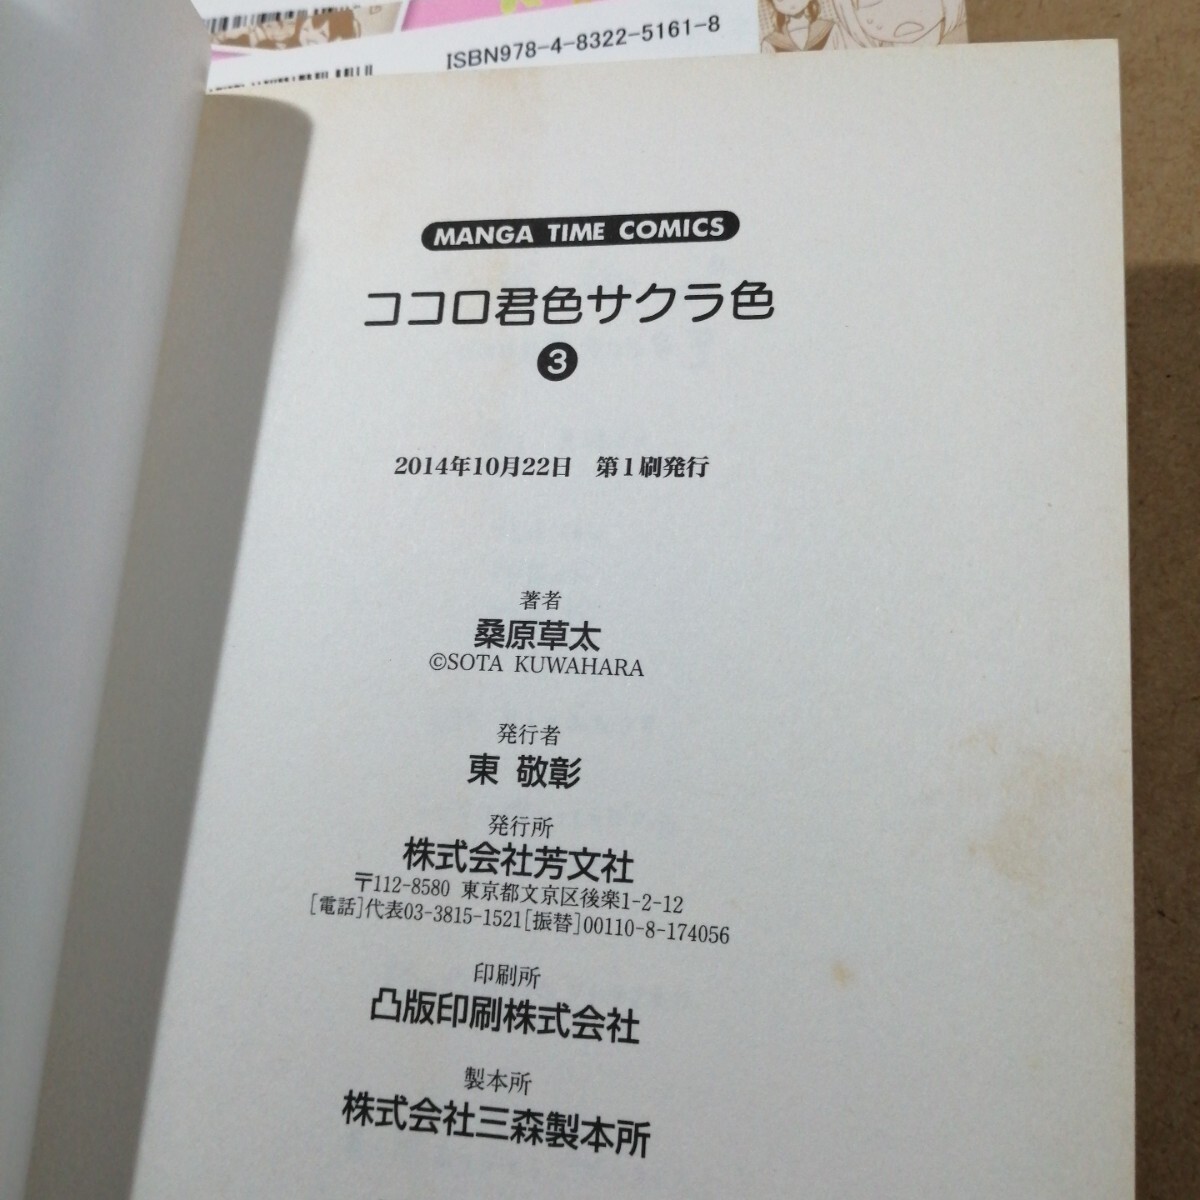 ISBN978-4-8322-5161-8
MANGA TIME COMICS
ココロ君色サクラ色
3
2014年10月22日　第1刷発行
著者
桑原草太
©SOTA KUWAHARA
発行者
東 敬彰
発行所
株式会社芳文社
〒112-8580 東京都文京区後楽1-2-12
[電話]代表03-3815-1521[振替]00110-8-174056
印刷所
凸版印刷株式会社
製本所
株式会社三森製本所